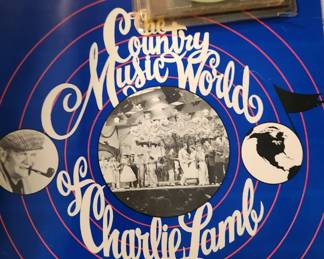 The
Country
Music World
of
Charlie Lamb